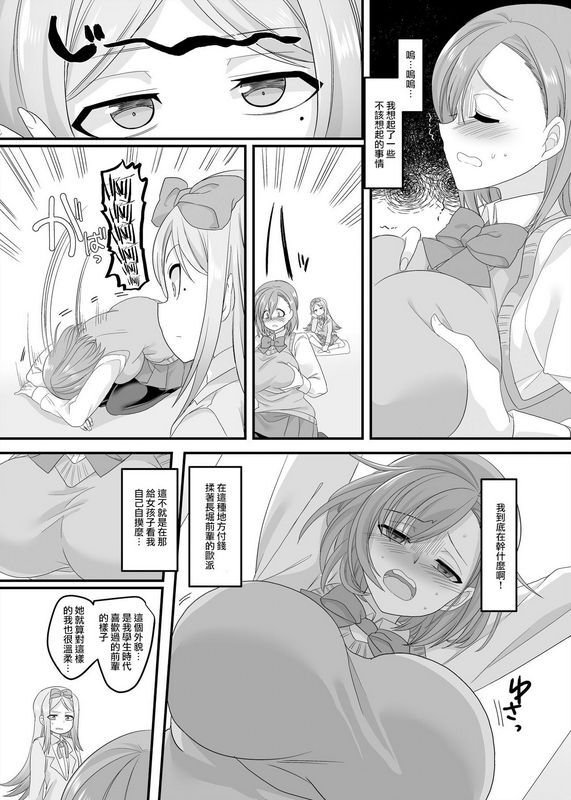 嗚…嗚嗚…
我想起了一些
不該想起的事情
じー
ガバっ
我到底在幹什麼啊！
在這種地方付錢
揉著長堀前輩的歐派
這不就是在那
給女孩子看我
自己自摸麼…
ゆさっ
這個外貌…
是我學生時代
喜歡過的前輩
的樣子
她就算對這樣
的我也很溫柔…